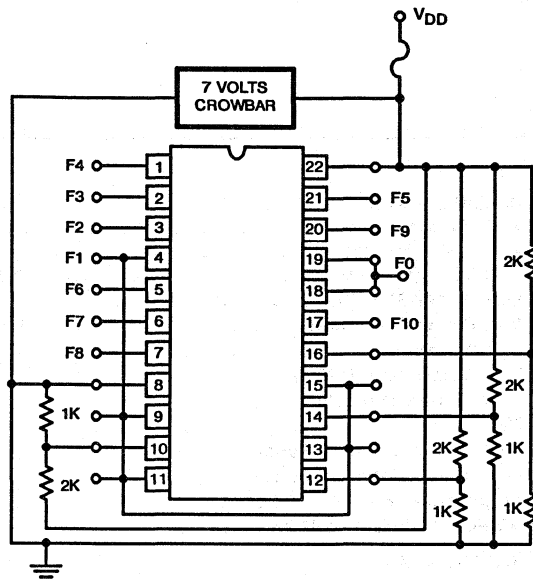 VDD
7 VOLTS
CROWBAR
F4 1 22
F3 2 21 F5
F2 3 20 F9
F1 4 19 F0
F6 5 18
F7 6 17 F10
F8 7 16
8 15
9 14
10 13
11 12
1K
2K
2K
1K
2K
1K
2K
1K